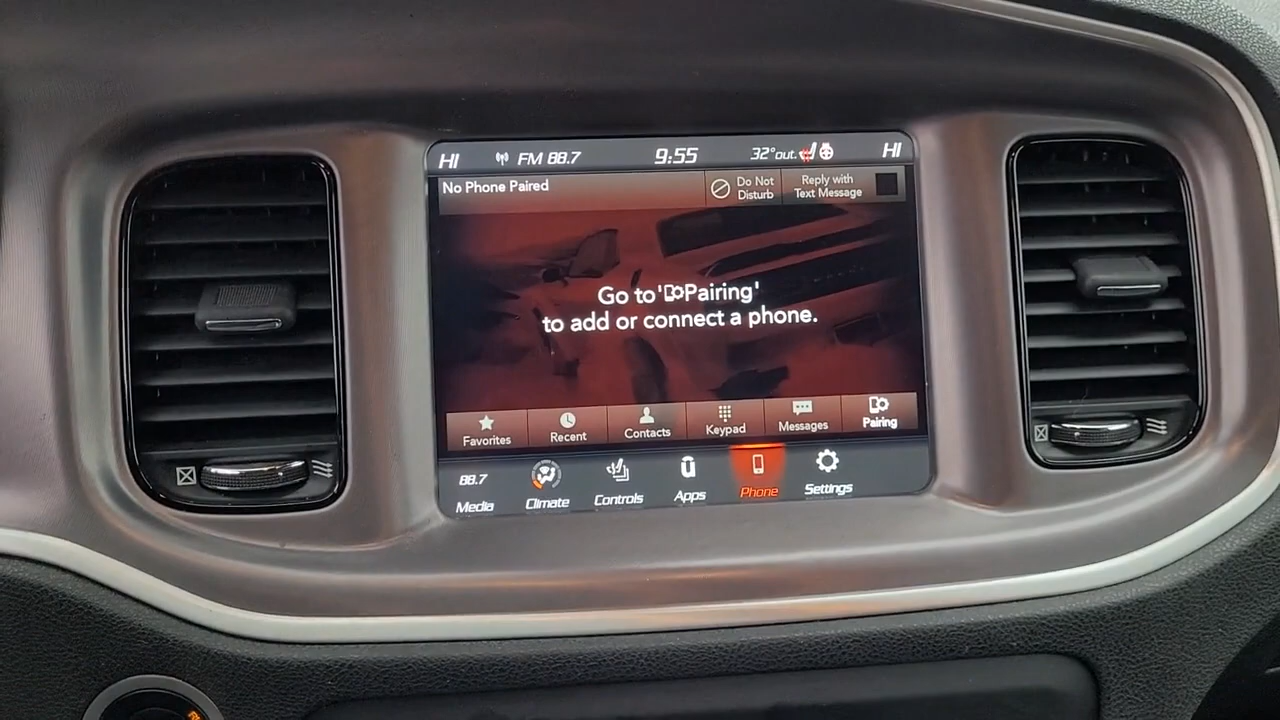 HI FM 88.7 9:55 32°out. HI
No Phone Paired
Do Not
Disturb
Reply with
Text Message
Go to 'Pairing'
to add or connect a phone.
Favorites Recent Contacts Keypad Messages Pairing
88.7
Media Climate Controls Apps Phone Settings